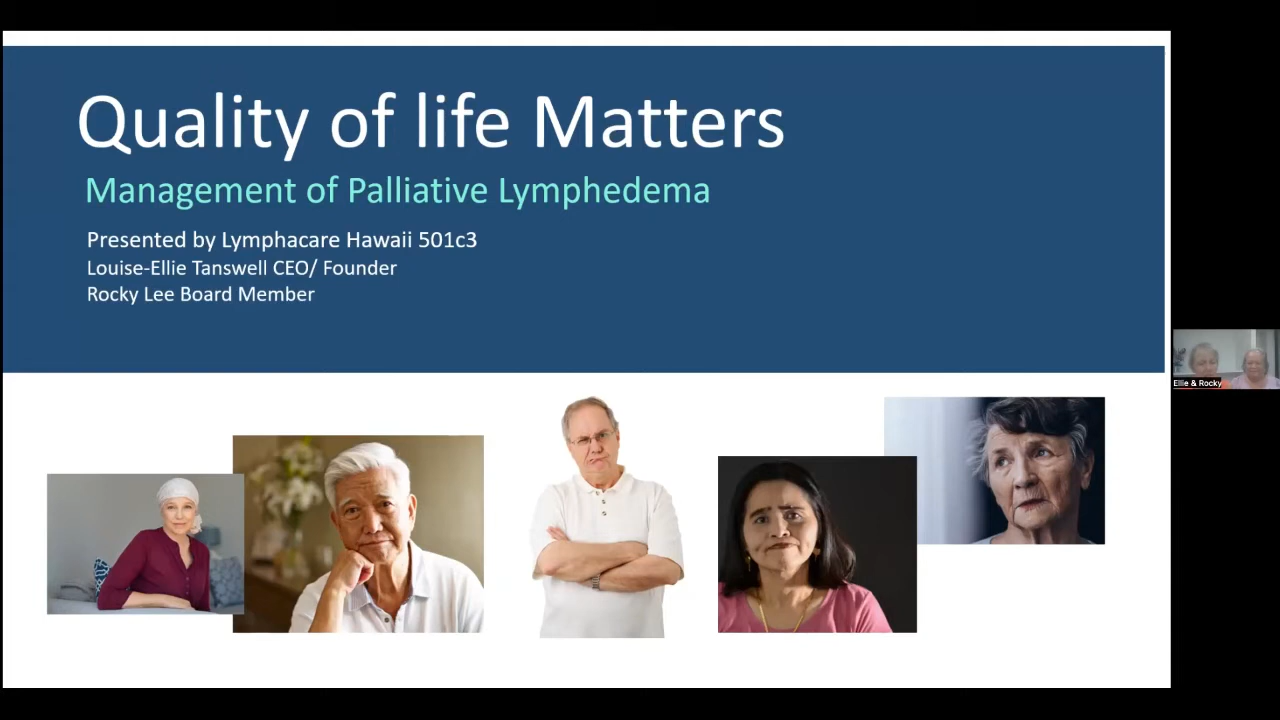 Quality of life Matters
Management of Palliative Lymphedema
Presented by Lymphacare Hawaii 501c3
Louise-Ellie Tanswell CEO/ Founder
Rocky Lee Board Member
Ellie & Rocky